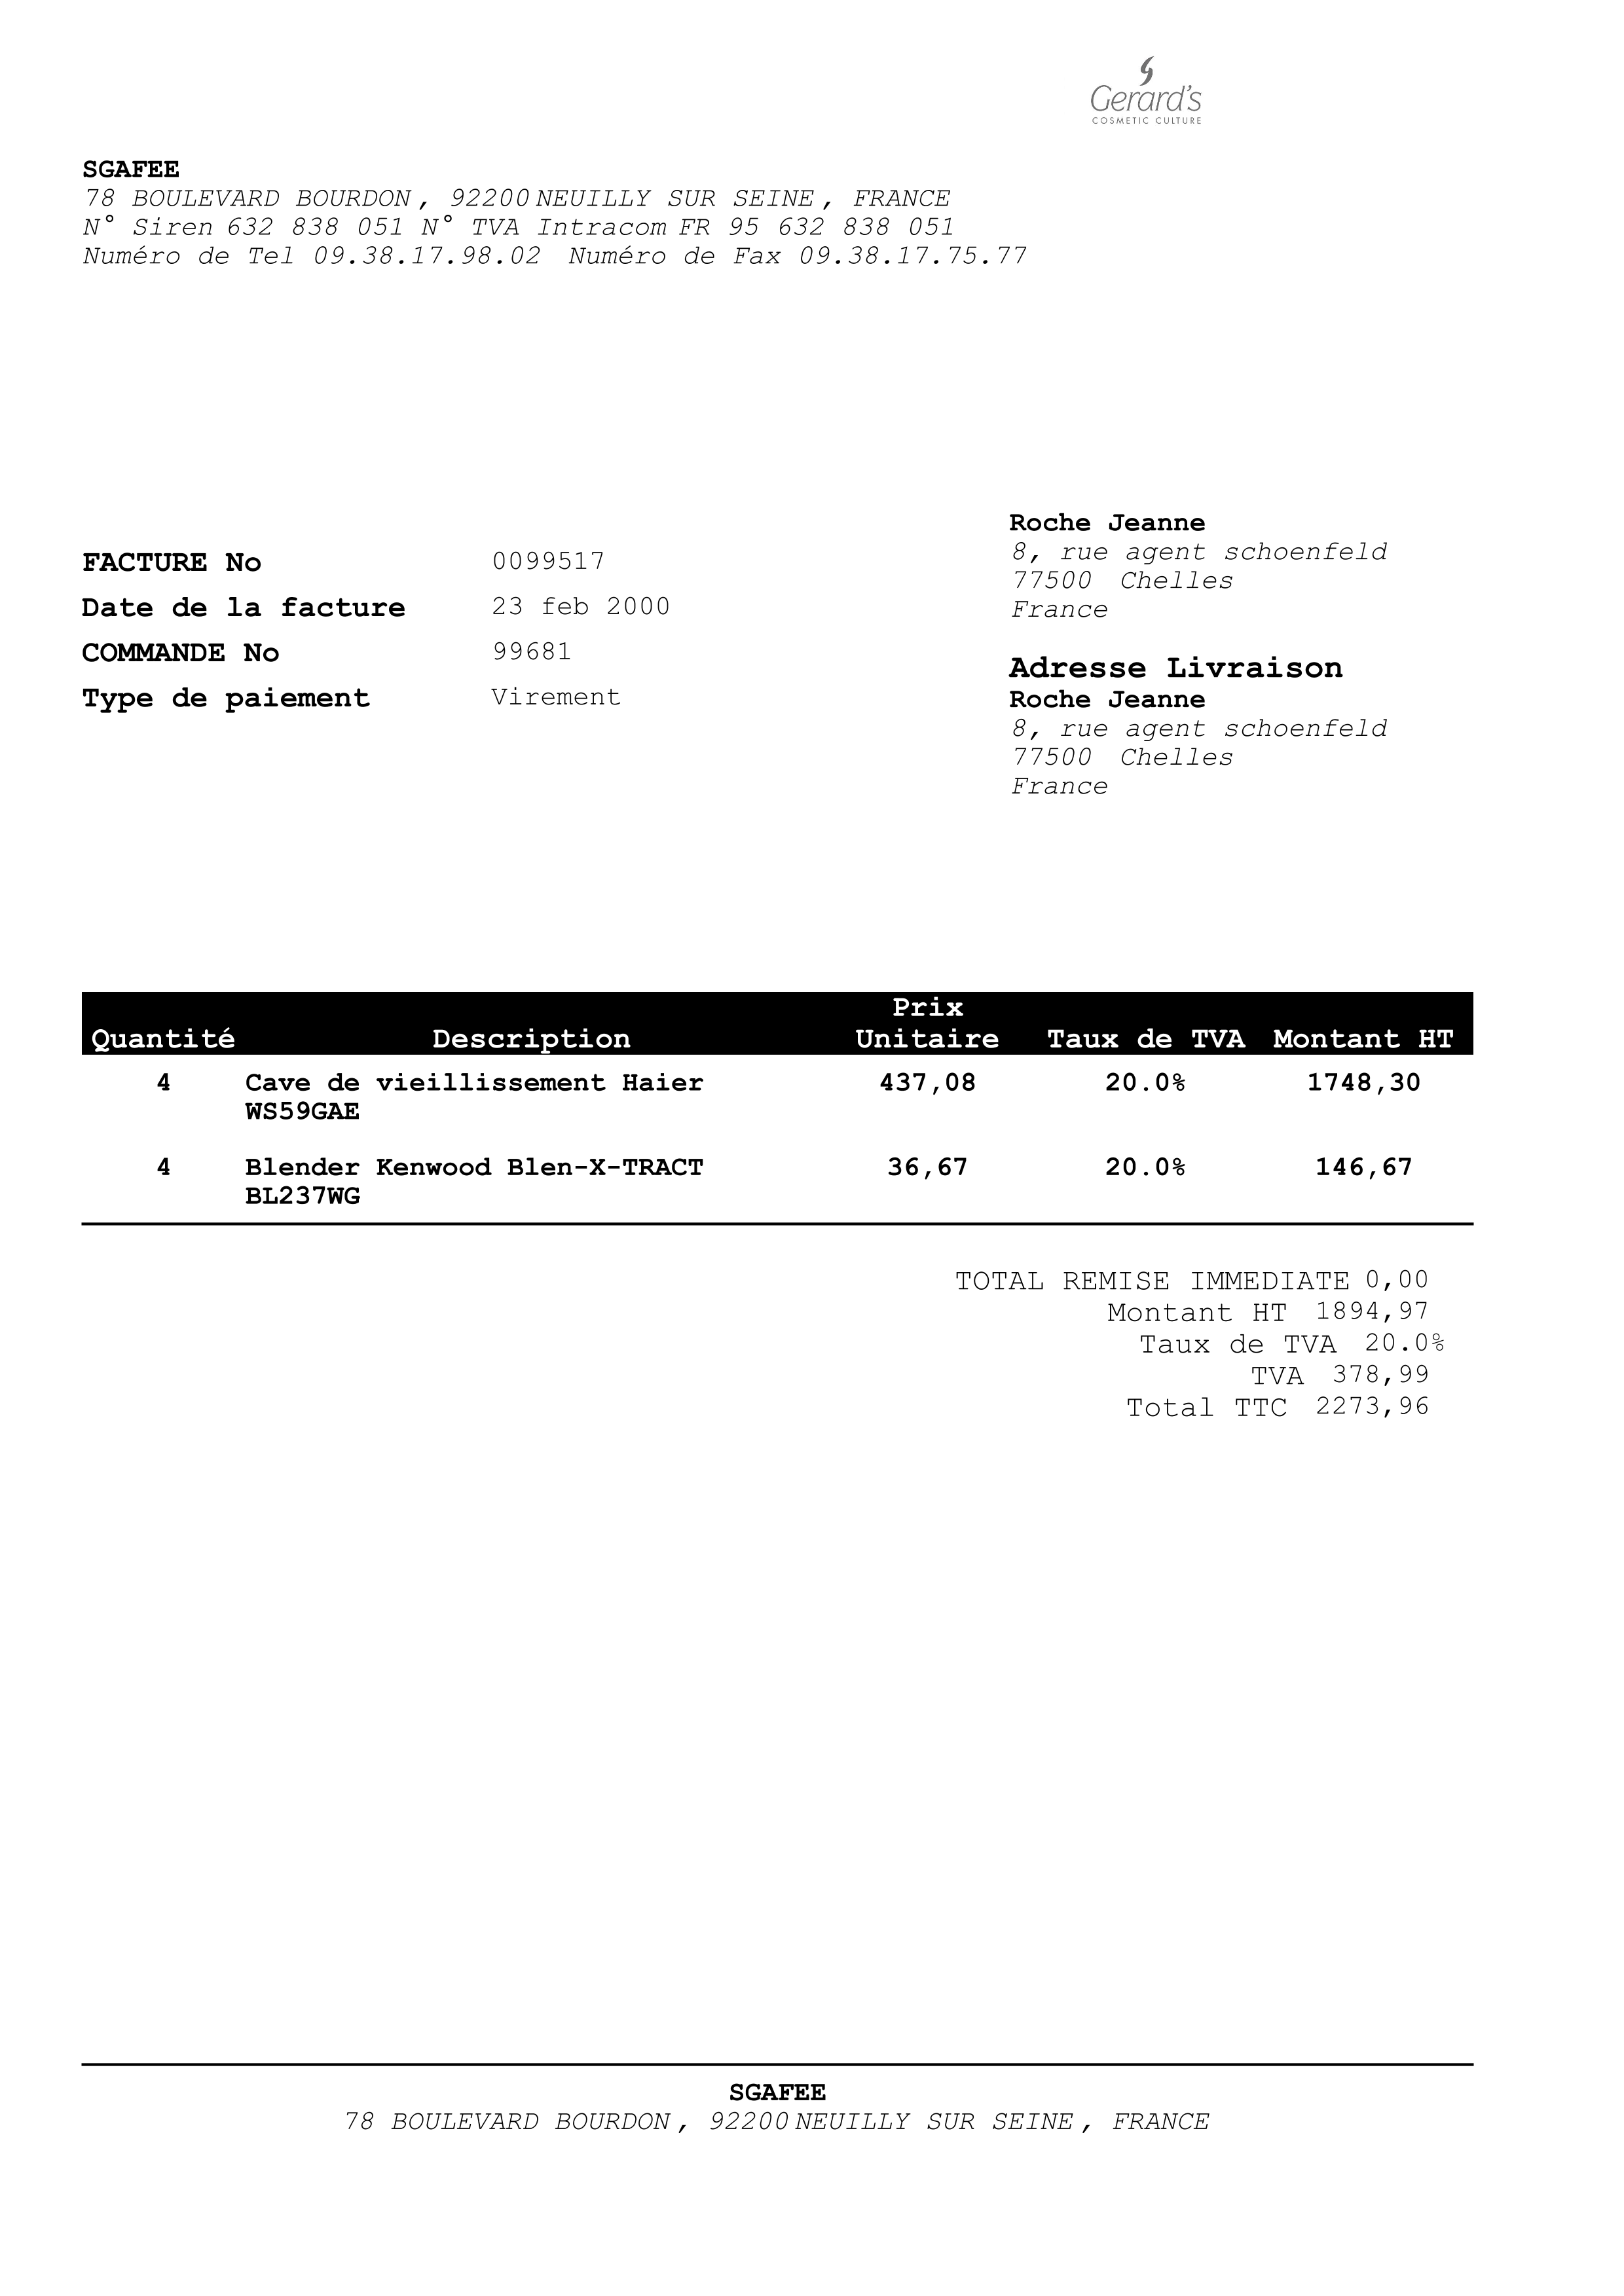 Gerard's
COSMETIC CULTURE
SGAFEE
78 BOULEVARD BOURDON, 92200 NEUILLY SUR SEINE, FRANCE
N° Siren 632 838 051 N° TVA Intracom FR 95 632 838 051
Numéro de Tel 09.38.17.98.02 Numéro de Fax 09.38.17.75.77
FACTURE No 0099517
Date de la facture 23 feb 2000
COMMANDE No 99681
Type de paiement Virement
Roche Jeanne
8, rue agent schoenfeld
77500 Chelles
France
Adresse Livraison
Roche Jeanne
8, rue agent schoenfeld
77500 Chelles
France
Quantité Description Prix Unitaire Taux de TVA Montant HT
4 Cave de vieillissement Haier 437,08 20.0% 1748,30
WS59GAE
4 Blender Kenwood Blen-X-TRACT 36,67 20.0% 146,67
BL237WG
TOTAL REMISE IMMEDIATE 0,00
Montant HT 1894,97
Taux de TVA 20.0%
TVA 378,99
Total TTC 2273,96
SGAFEE
78 BOULEVARD BOURDON, 92200 NEUILLY SUR SEINE, FRANCE